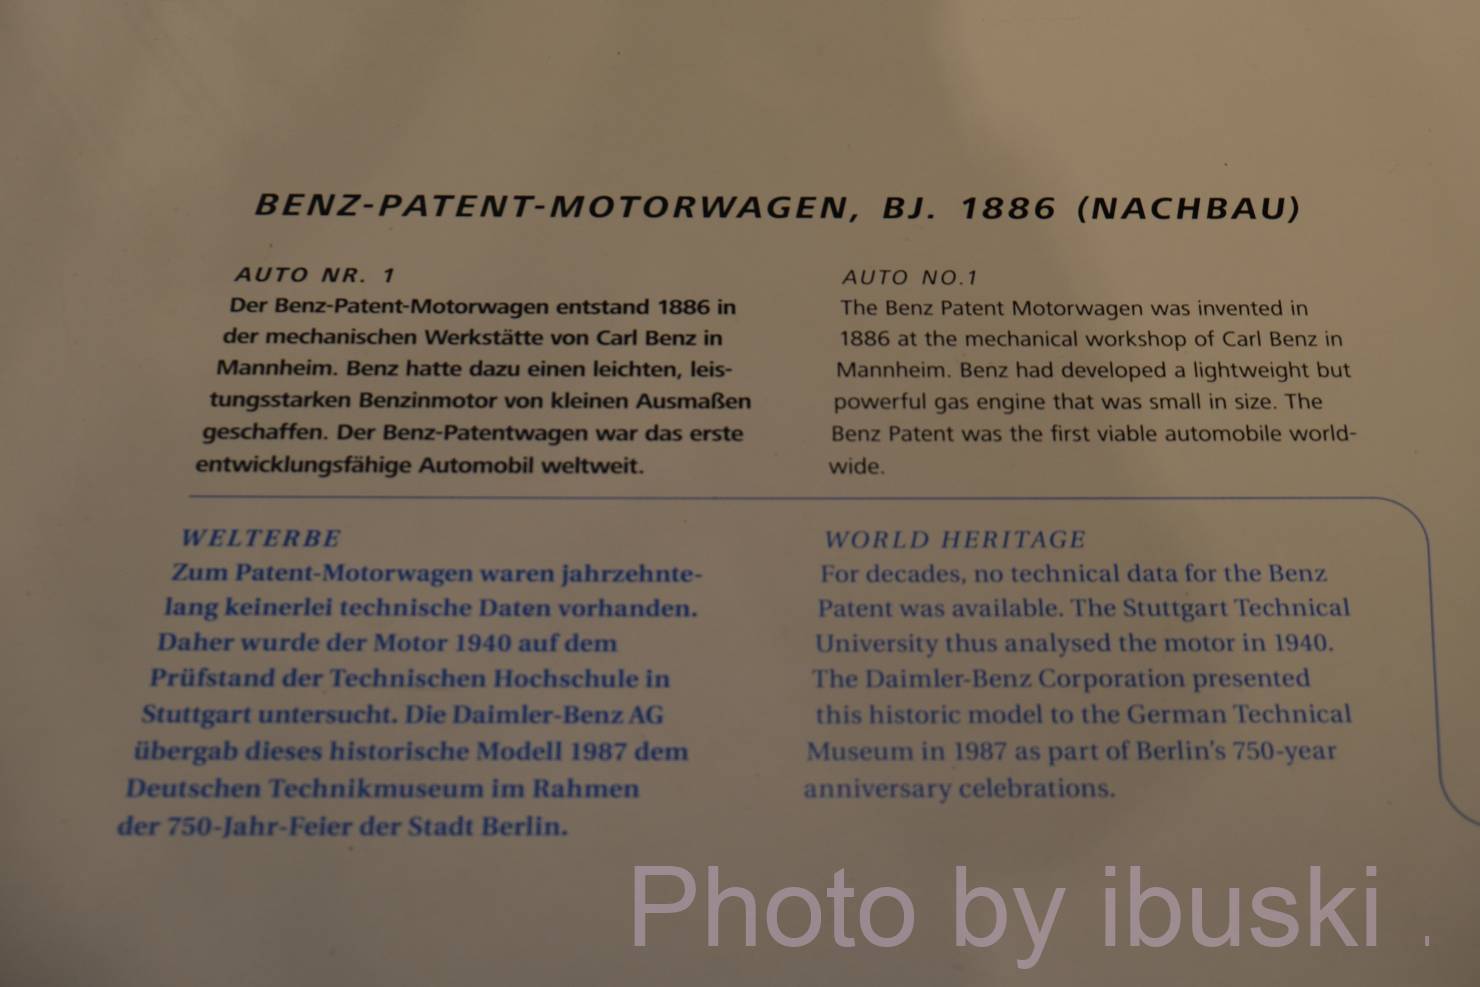 BENZ-PATENT-MOTORWAGEN, BJ. 1886 (NACHBAU)
AUTO NR. 1
Der Benz-Patent-Motorwagen entstand 1886 in
der mechanischen Werkstätte von Carl Benz in
Mannheim. Benz hatte dazu einen leichten, leis-
tungsstarken Benzinmotor von kleinen Ausmaßen
geschaffen. Der Benz-Patentwagen war das erste
entwicklungsfähige Automobil weltweit.
AUTO NO.1
The Benz Patent Motorwagen was invented in
1886 at the mechanical workshop of Carl Benz in
Mannheim. Benz had developed a lightweight but
powerful gas engine that was small in size. The
Benz Patent was the first viable automobile world-
wide.
WELTERBE
Zum Patent-Motorwagen waren jahrzehnte-
lang keinerlei technische Daten vorhanden.
Daher wurde der Motor 1940 auf dem
Prüfstand der Technischen Hochschule in
Stuttgart untersucht. Die Daimler-Benz AG
übergab dieses historische Modell 1987 dem
Deutschen Technikmuseum im Rahmen
der 750-Jahr-Feier der Stadt Berlin.
WORLD HERITAGE
For decades, no technical data for the Benz
Patent was available. The Stuttgart Technical
University thus analysed the motor in 1940.
The Daimler-Benz Corporation presented
this historic model to the German Technical
Museum in 1987 as part of Berlin's 750-year
anniversary celebrations.
Photo by ibuski